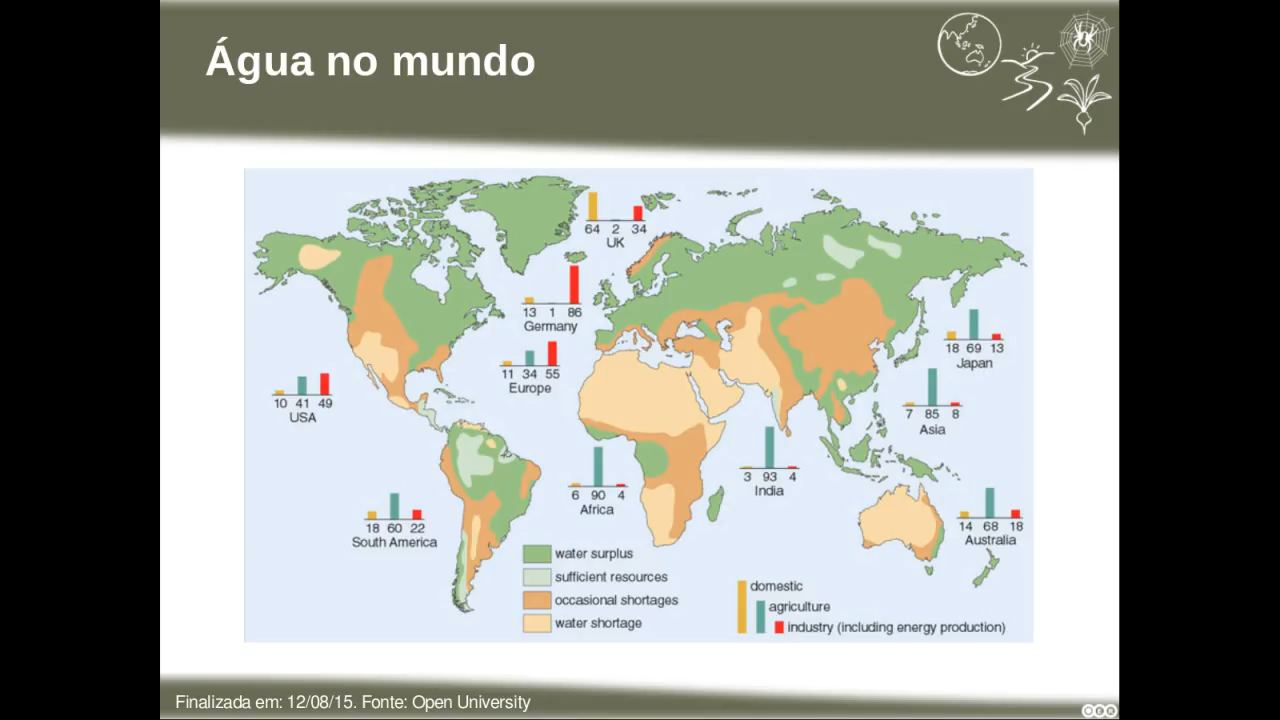 Água no mundo
64 2 34
UK
13 1 86
Germany
11 34 55
Europe
10 41 49
USA
18 69 13
Japan
7 85 8
Asia
3 93 4
India
6 90 4
Africa
18 60 22
South America
14 68 18
Australia
water surplus
sufficient resources
occasional shortages
water shortage
domestic
agriculture
industry (including energy production)
Finalizada em: 12/08/15. Fonte: Open University
OER